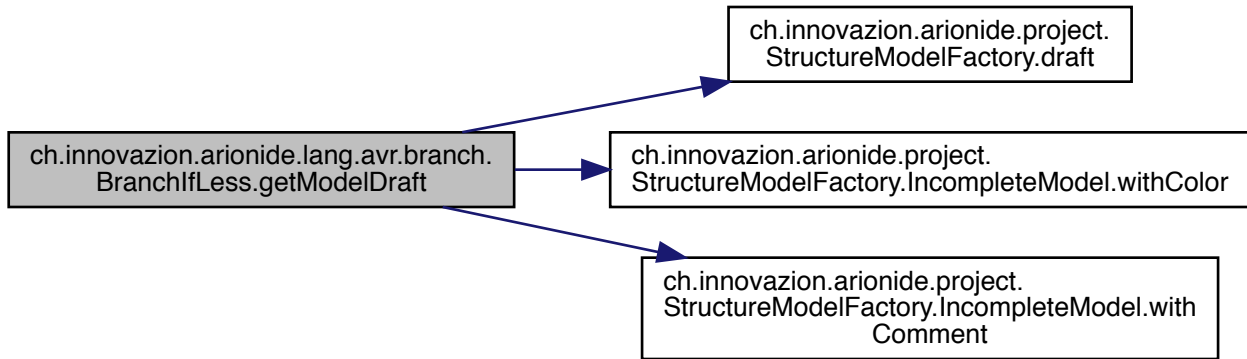 ch.innovazion.arionide.project.
StructureModelFactory.draft
ch.innovazion.arionide.lang.avr.branch.
BranchIfLess.getModelDraft
ch.innovazion.arionide.project.
StructureModelFactory.IncompleteModel.withColor
ch.innovazion.arionide.project.
StructureModelFactory.IncompleteModel.with
Comment